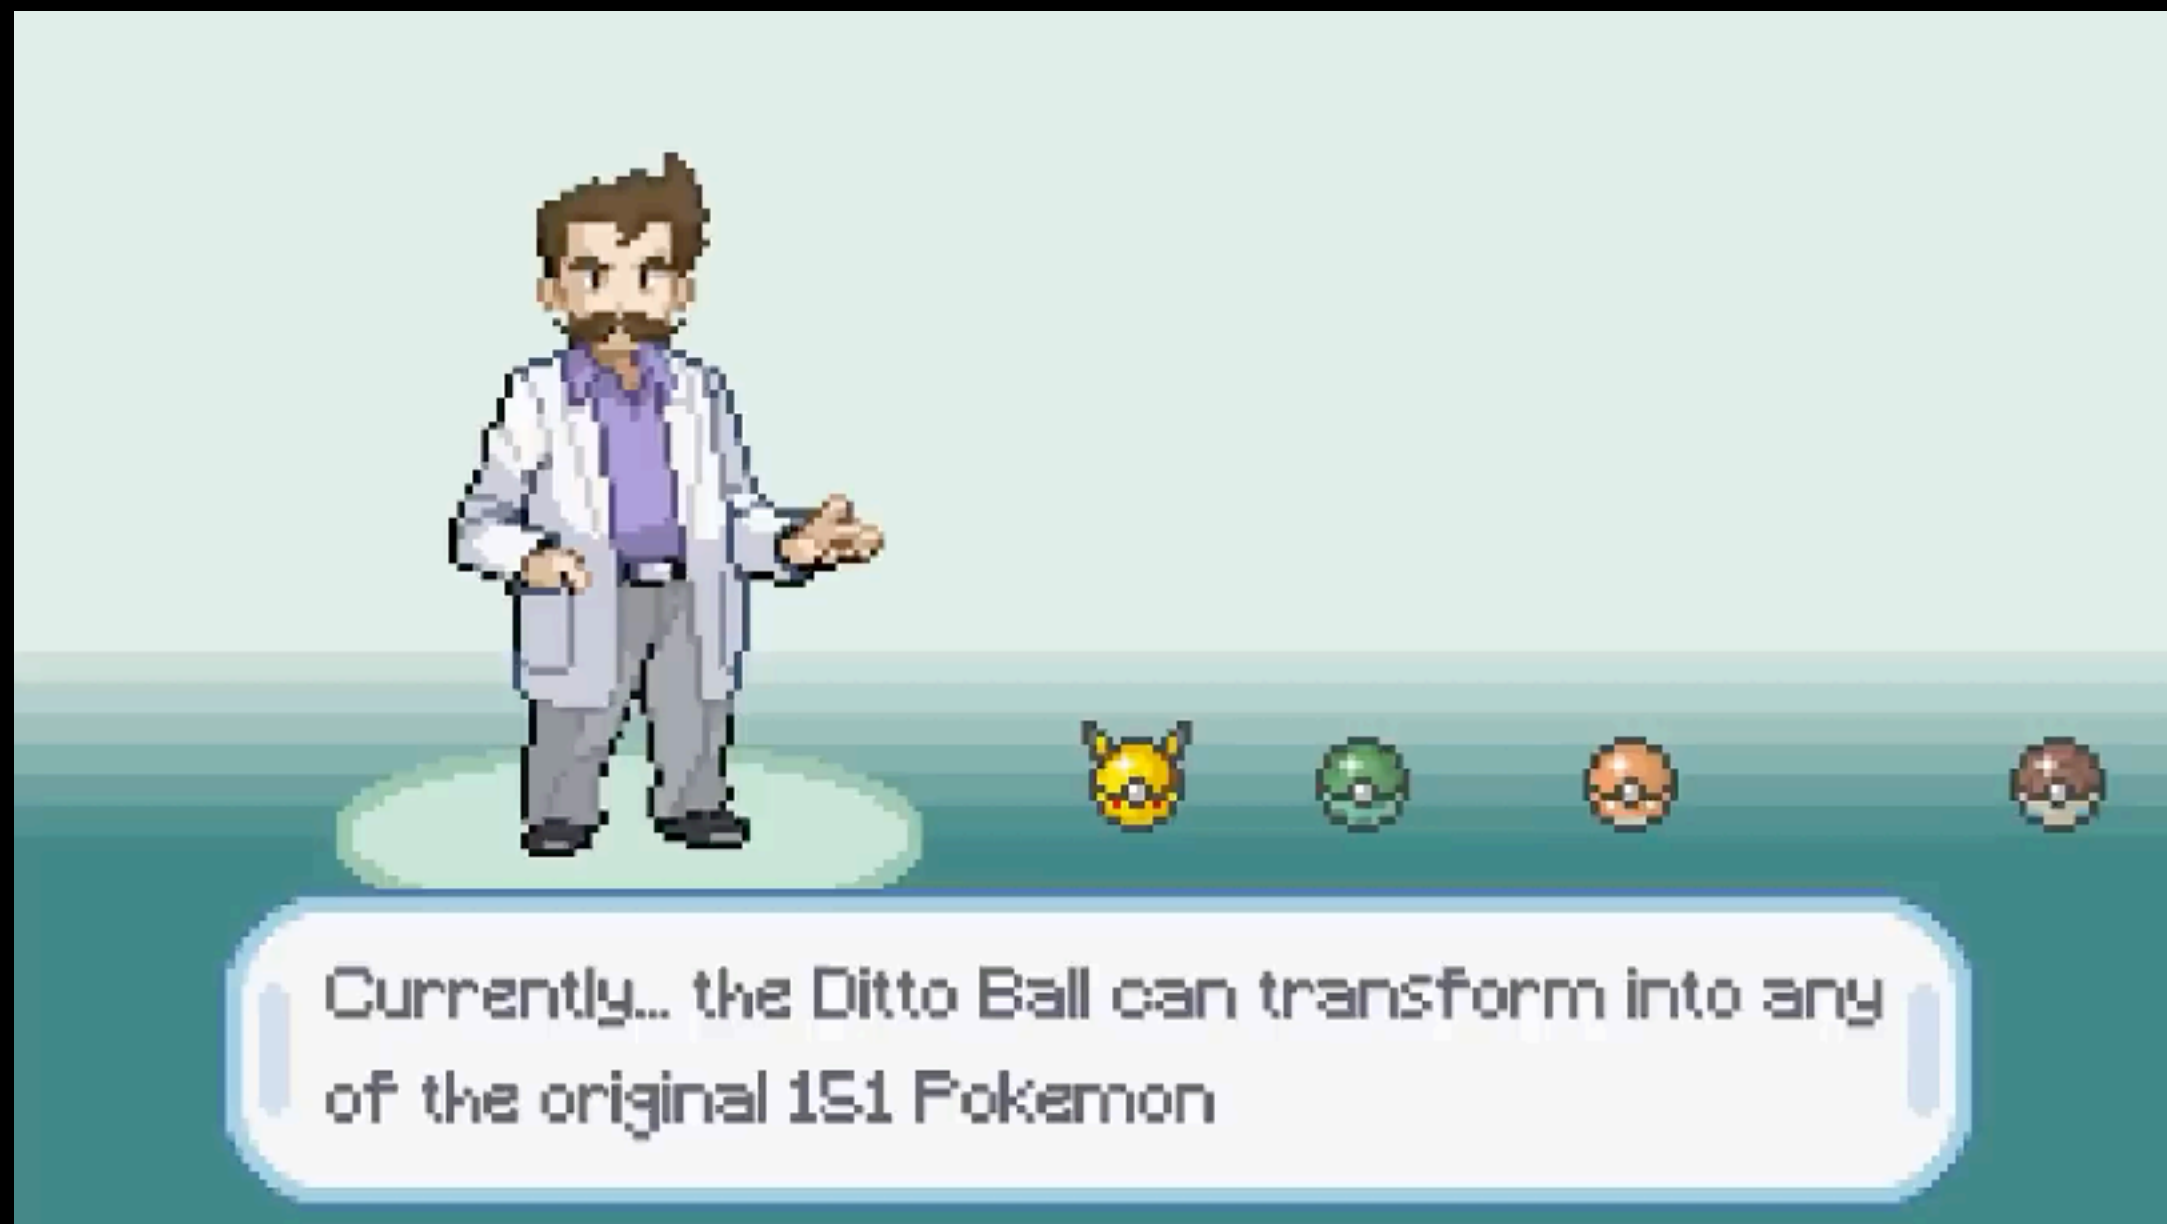 Currently... the Ditto Ball can transform into any
of the original 151 Pokemon